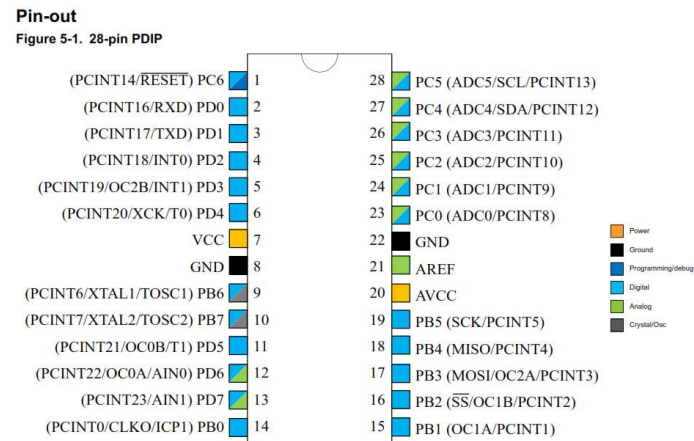 Pin-out
Figure 5-1. 28-pin PDIP
(PCINT14/RESET) PC6 1 28 PC5 (ADC5/SCL/PCINT13)
(PCINT16/RXD) PD0 2 27 PC4 (ADC4/SDA/PCINT12)
(PCINT17/TXD) PD1 3 26 PC3 (ADC3/PCINT11)
(PCINT18/INT0) PD2 4 25 PC2 (ADC2/PCINT10)
(PCINT19/OC2B/INT1) PD3 5 24 PC1 (ADC1/PCINT9)
(PCINT20/XCK/T0) PD4 6 23 PC0 (ADC0/PCINT8)
VCC 7 22 GND
GND 8 21 AREF
(PCINT6/XTAL1/TOSC1) PB6 9 20 AVCC
(PCINT7/XTAL2/TOSC2) PB7 10 19 PB5 (SCK/PCINT5)
(PCINT21/OC0B/T1) PD5 11 18 PB4 (MISO/PCINT4)
(PCINT22/OC0A/AIN0) PD6 12 17 PB3 (MOSI/OC2A/PCINT3)
(PCINT23/AIN1) PD7 13 16 PB2 (SS/OC1B/PCINT2)
(PCINT0/CLKO/ICP1) PB0 14 15 PB1 (OC1A/PCINT1)
Power
Ground
Programming/debug
Digital
Analog
Crystal/Osc